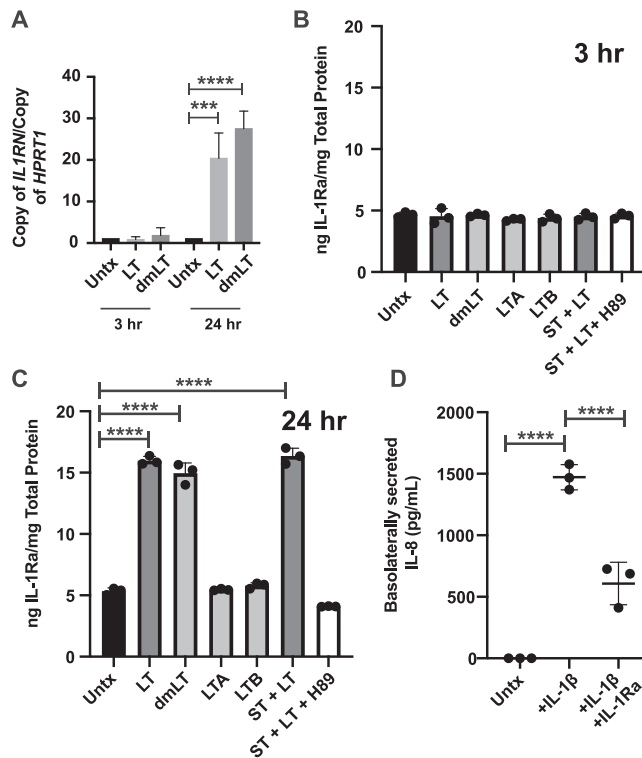 A
Copy of IL1RN/Copy
of HPRT1
40
30
20
10
0
****
***
Untx
LT
dmLT
Untx
LT
dmLT
3 hr
24 hr
B
3 hr
ng IL-1Ra/mg Total Protein
20
15
10
5
0
Untx
LT
dmLT
LTA
LTB
ST + LT
ST + LT+ H89
C
24 hr
ng IL-1Ra/mg Total Protein
20
15
10
5
0
****
****
****
Untx
LT
dmLT
LTA
LTB
ST + LT
ST + LT + H89
D
Basolaterally secreted
IL-8 (pg/mL)
2000
1500
1000
500
0
****
****
Untx
+IL-1β
+IL-1β
+IL-1Ra